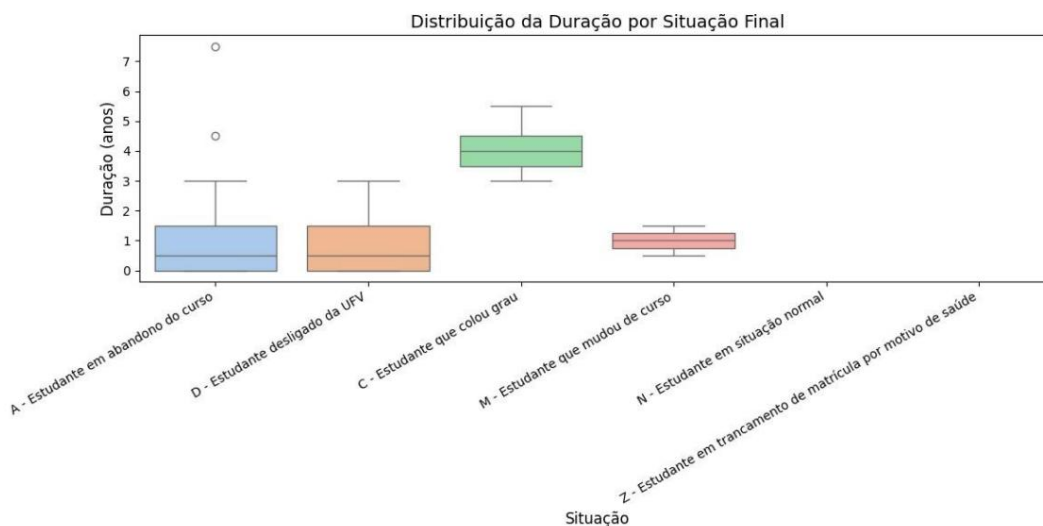 Distribuição da Duração por Situação Final
Duração (anos)
7
6
5
4
3
2
1
0
A - Estudante em abandono do curso
D - Estudante desligado da UFV
C - Estudante que colou grau
M - Estudante que mudou de curso
N - Estudante em situação normal
Z - Estudante em trancamento de matrícula por motivo de saúde
Situação